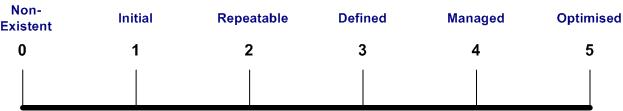 Non-
Existent
Initial
Repeatable
Defined
Managed
Optimised
0
1
2
3
4
5